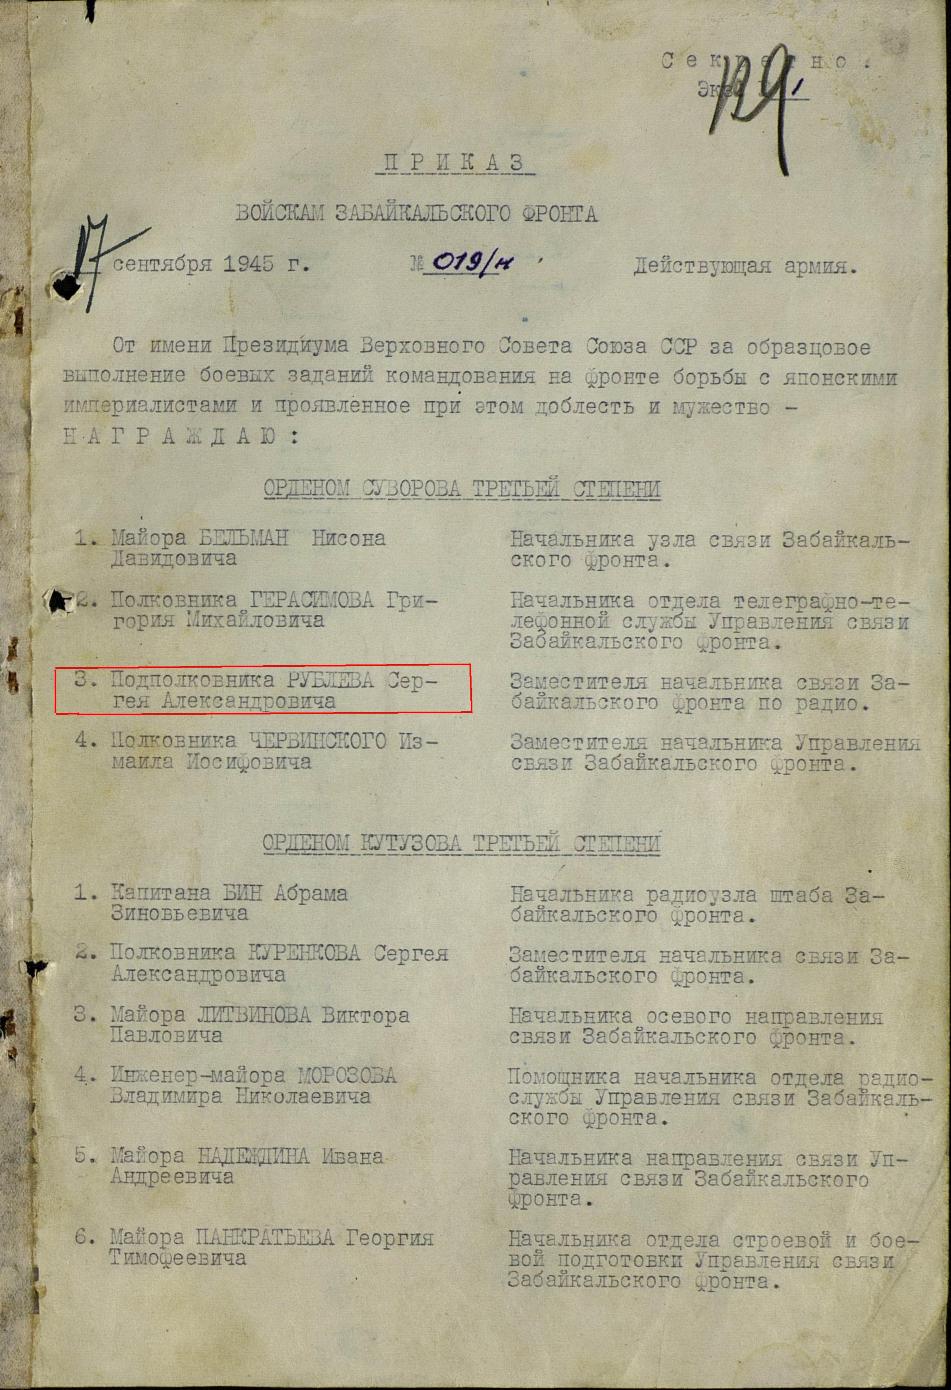 Секретно.
Экз № 1
129
ПРИКАЗ
ВОЙСКАМ ЗАБАЙКАЛЬСКОГО ФРОНТА
17 сентября 1945 г. № 019/н Действующая армия.
От имени Президиума Верховного Совета Союза ССР за образцовое
выполнение боевых заданий командования на фронте борьбы с японскими
империалистами и проявленное при этом доблесть и мужество –
НАГРАЖДАЮ:
ОРДЕНОМ СУВОРОВА ТРЕТЬЕЙ СТЕПЕНИ
1. Майора БЕЛЬМАН Нисона Начальника узла связи Забайкаль-
Давидовича ского фронта.
2. Полковника ГЕРАСИМОВА Гри- Начальника отдела телеграфно-те-
гория Михайловича лефонной службы Управления связи
Забайкальского фронта.
3. Подполковника РУБЛЕВА Сер- Заместителя начальника связи За-
гея Александровича байкальского фронта по радио.
4. Полковника ЧЕРВИНСКОГО Из- Заместителя начальника Управления
маила Иосифовича связи Забайкальского фронта.
ОРДЕНОМ КУТУЗОВА ТРЕТЬЕЙ СТЕПЕНИ
1. Капитана БИН Абрама Начальника радиоузла штаба За-
Зиновьевича байкальского фронта.
2. Полковника КУРЕНКОВА Сергея Заместителя начальника связи За-
Александровича байкальского фронта.
3. Майора ЛИТВИНОВА Виктора Начальника осевого направления
Павловича связи Забайкальского фронта.
4. Инженер-майора МОРОЗОВА Помощника начальника отдела радио-
Владимира Николаевича службы Управления связи Забайкаль-
ского фронта.
5. Майора НАДЕЖДИНА Ивана Начальника направления связи Уп-
Андреевича равления связи Забайкальского
фронта.
6. Майора ПАНКРАТЬЕВА Георгия Начальника отдела строевой и бое-
Тимофеевича вой подготовки Управления связи
Забайкальского фронта.